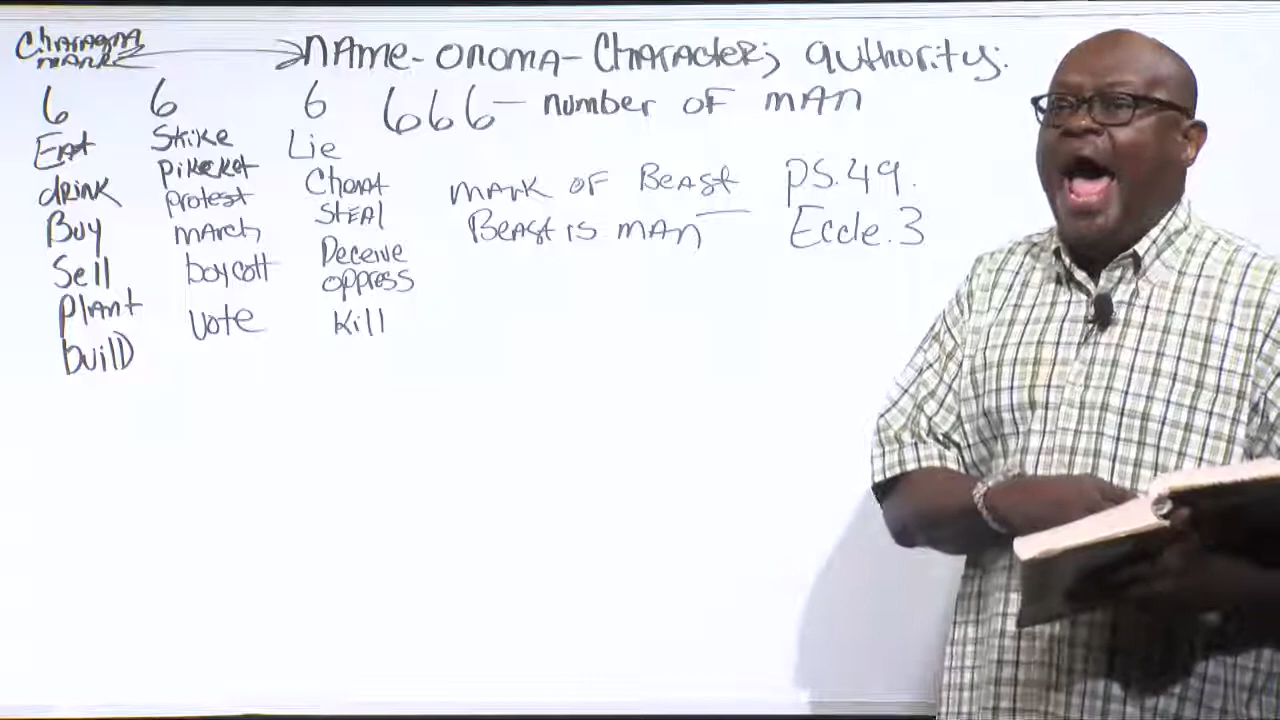 Charagma
mark → name - onoma - Character; authority:
6 6 6 666 - number of man
Eat Strike Lie
drink pikeket Cheat mark of Beast PS. 49.
Buy protest STEAL Beast is man Eccle. 3
Sell march Deceive
Plant boycott oppress
build vote kill